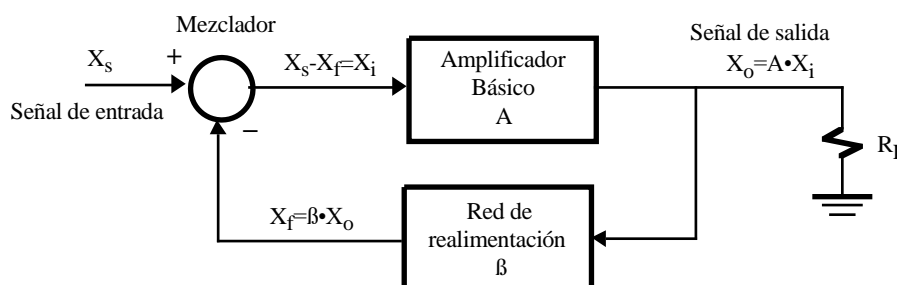 Mezclador
Señal de salida
Xo=A•Xi
Xs
+
Xs-Xf=Xi
Amplificador
Básico
A
Señal de entrada
−
Xf=ß•Xo
Red de
realimentación
ß